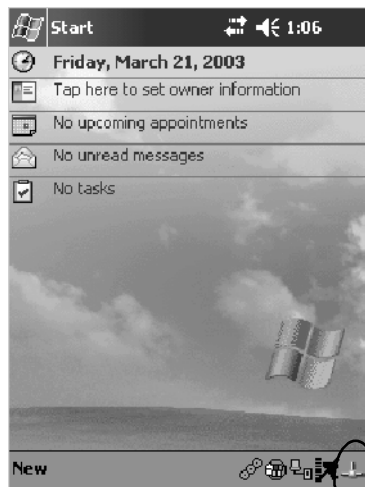 Start 1:06
Friday, March 21, 2003
Tap here to set owner information
No upcoming appointments
No unread messages
No tasks
New